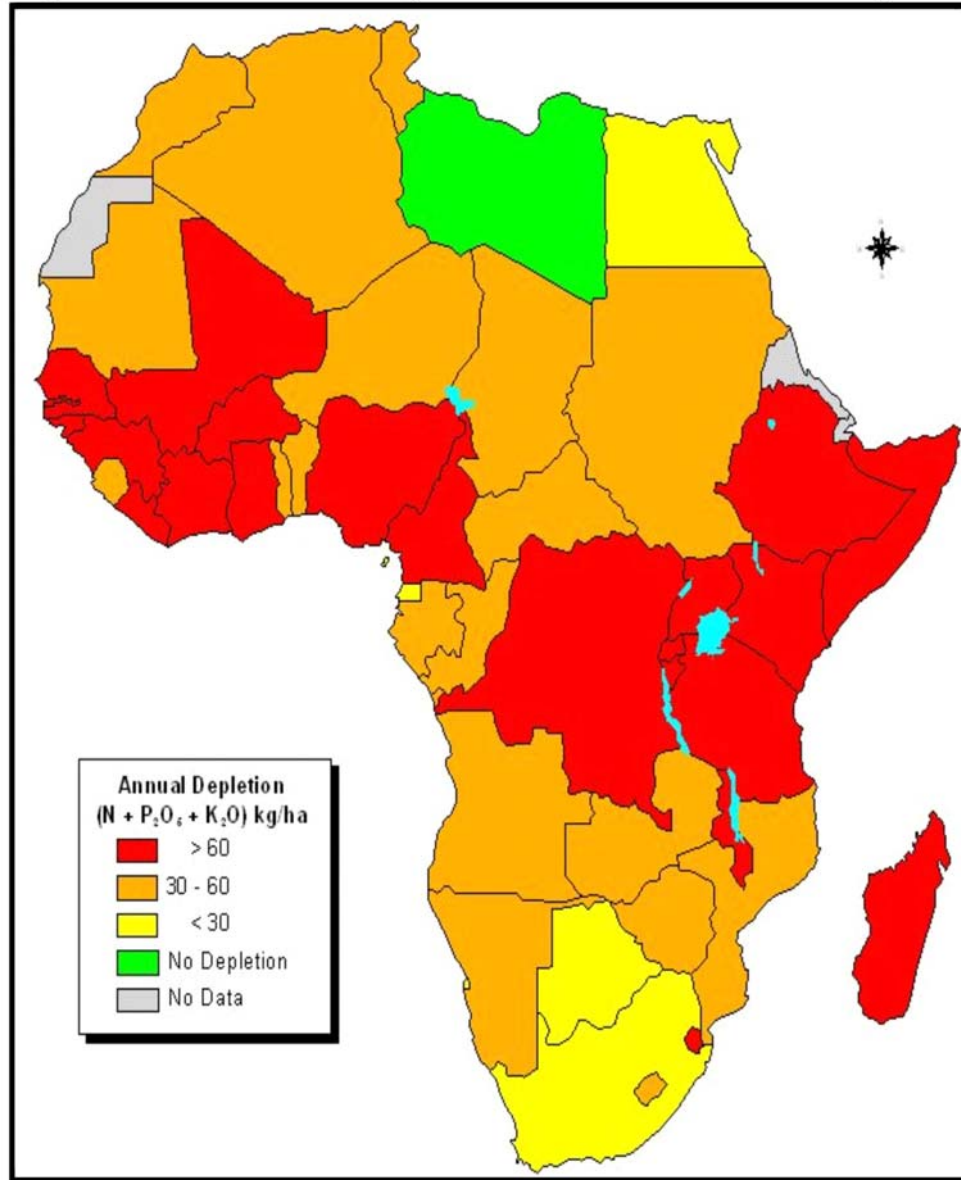 Annual Depletion
(N + P₂O₅ + K₂O) kg/ha
> 60
30 - 60
< 30
No Depletion
No Data